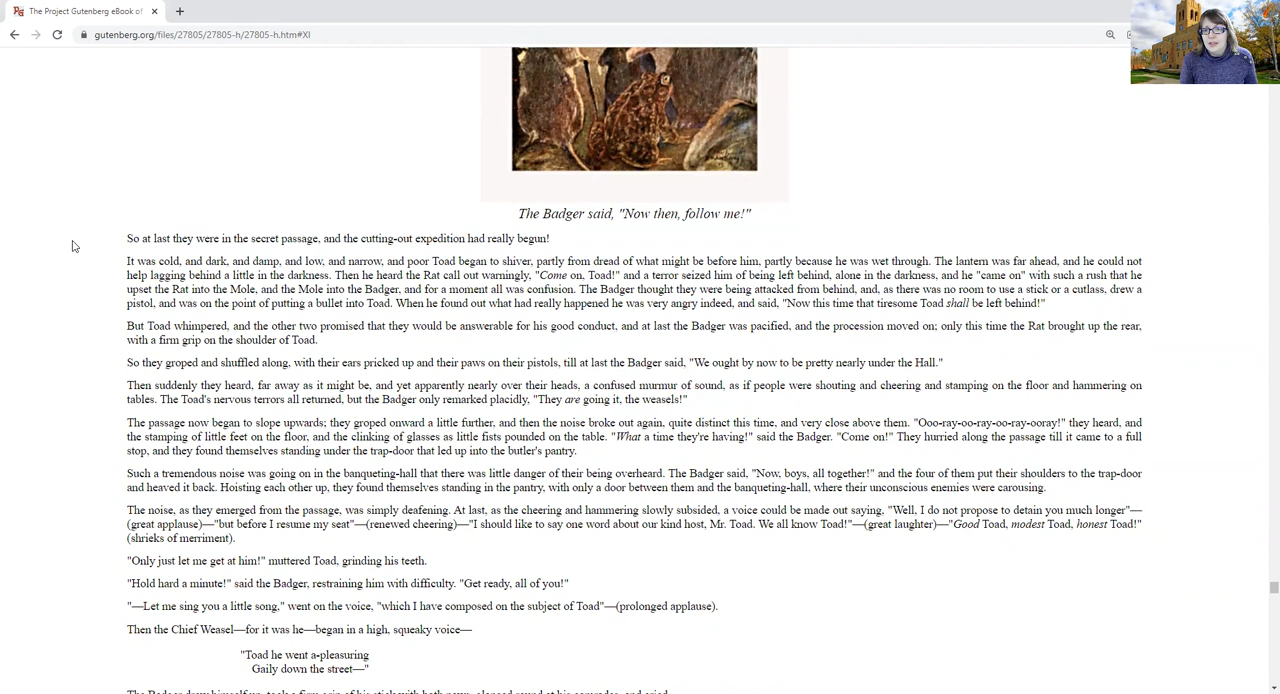 The Project Gutenberg eBook of
gutenberg.org/files/27805/27805-h/27805-h.htm#XI
The Badger said, "Now then, follow me!"
So at last they were in the secret passage, and the cutting-out expedition had really begun!
It was cold, and dark, and damp, and low, and narrow, and poor Toad began to shiver, partly from dread of what might be before him, partly because he was wet through. The lantern was far ahead, and he could not
help lagging behind a little in the darkness. Then he heard the Rat call out warningly, "Come on, Toad!" and a terror seized him of being left behind, alone in the darkness, and he "came on" with such a rush that he
upset the Rat into the Mole, and the Mole into the Badger, and for a moment all was confusion. The Badger thought they were being attacked from behind, and, as there was no room to use a stick or a cutlass, drew a
pistol, and was on the point of putting a bullet into Toad. When he found out what had really happened he was very angry indeed, and said, "Now this time that tiresome Toad shall be left behind!"
But Toad whimpered, and the other two promised that they would be answerable for his good conduct, and at last the Badger was pacified, and the procession moved on; only this time the Rat brought up the rear,
with a firm grip on the shoulder of Toad.
So they groped and shuffled along, with their ears pricked up and their paws on their pistols, till at last the Badger said, "We ought by now to be pretty nearly under the Hall."
Then suddenly they heard, far away as it might be, and yet apparently nearly over their heads, a confused murmur of sound, as if people were shouting and cheering and stamping on the floor and hammering on
tables. The Toad's nervous terrors all returned, but the Badger only remarked placidly, "They are going it, the weasels!"
The passage now began to slope upwards; they groped onward a little further, and then the noise broke out again, quite distinct this time, and very close above them. "Ooo-ray-oo-ray-oo-ray-ooray!" they heard, and
the stamping of little feet on the floor, and the clinking of glasses as little fists pounded on the table. "What a time they're having!" said the Badger. "Come on!" They hurried along the passage till it came to a full
stop, and they found themselves standing under the trap-door that led up into the butler's pantry.
Such a tremendous noise was going on in the banqueting-hall that there was little danger of their being overheard. The Badger said, "Now, boys, all together!" and the four of them put their shoulders to the trap-door
and heaved it back. Hoisting each other up, they found themselves standing in the pantry, with only a door between them and the banqueting-hall, where their unconscious enemies were carousing.
The noise, as they emerged from the passage, was simply deafening. At last, as the cheering and hammering slowly subsided, a voice could be made out saying, "Well, I do not propose to detain you much longer"—
(great applause)—"but before I resume my seat"—(renewed cheering)—"I should like to say one word about our kind host, Mr. Toad. We all know Toad!"—(great laughter)—"Good Toad, modest Toad, honest Toad!"
(shrieks of merriment).
"Only just let me get at him!" muttered Toad, grinding his teeth.
"Hold hard a minute!" said the Badger, restraining him with difficulty. "Get ready, all of you!"
"—Let me sing you a little song," went on the voice, "which I have composed on the subject of Toad"—(prolonged applause).
Then the Chief Weasel—for it was he—began in a high, squeaky voice—
"Toad he went a-pleasuring
Gaily down the street—"
The Badger drew himself up, took a firm grip of his stick with both paws, glanced round at his comrades, and cried